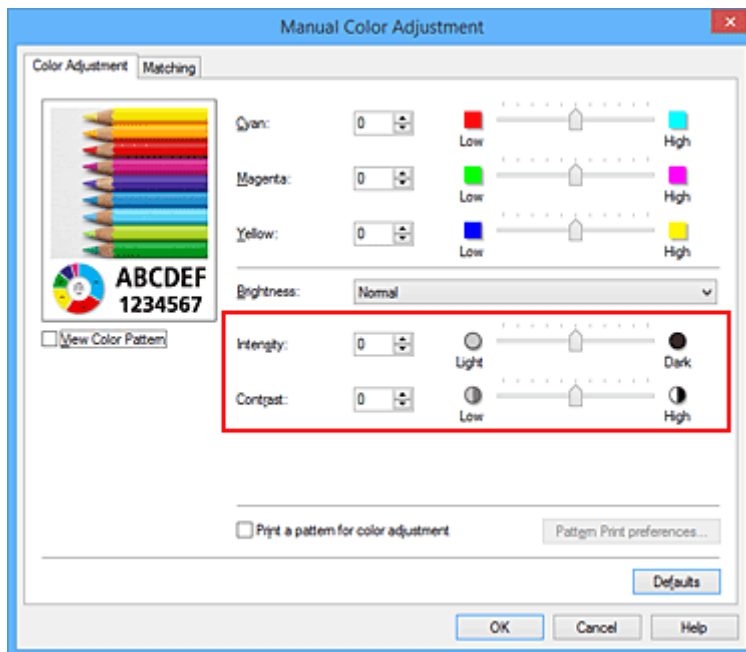 Manual Color Adjustment
Color Adjustment Matching
Cyan: 0 Low High
Magenta: 0 Low High
Yellow: 0 Low High
ABCDEF
1234567
Brightness: Normal
View Color Pattern
Intensity: 0 Light Dark
Contrast: 0 Low High
Print a pattern for color adjustment Pattern Print preferences...
Defaults
OK Cancel Help